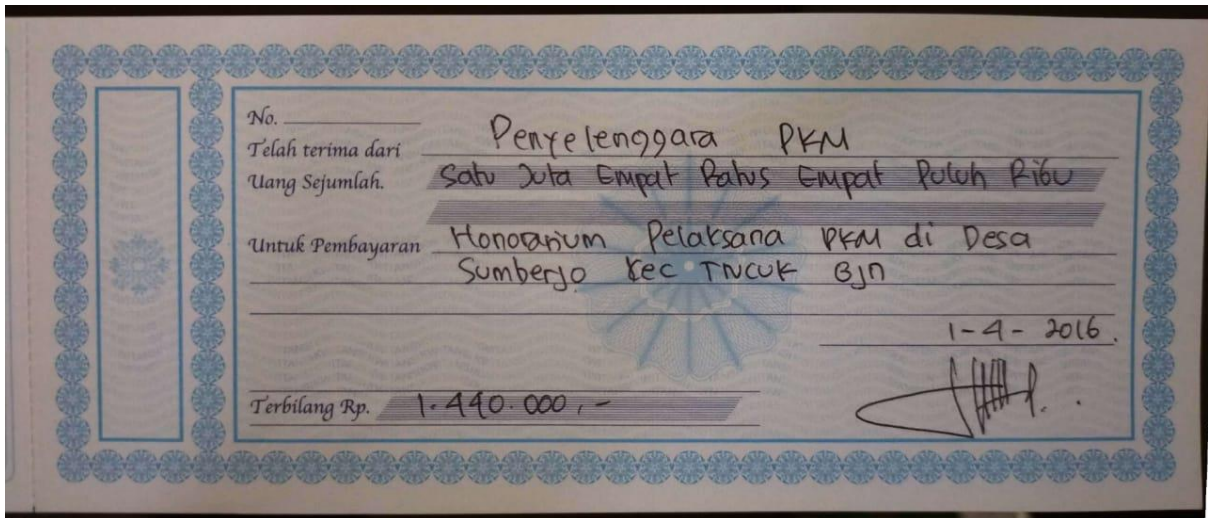 No.
Telah terima dari Penyelenggara PKM
Uang Sejumlah. Satu Juta Empat Ratus Empat Puluh Ribu
Untuk Pembayaran Honorarium Pelaksana PKM di Desa
Sumberjo Kec TNCUK Bjn
1-4-2016.
Terbilang Rp. 1.440.000,-